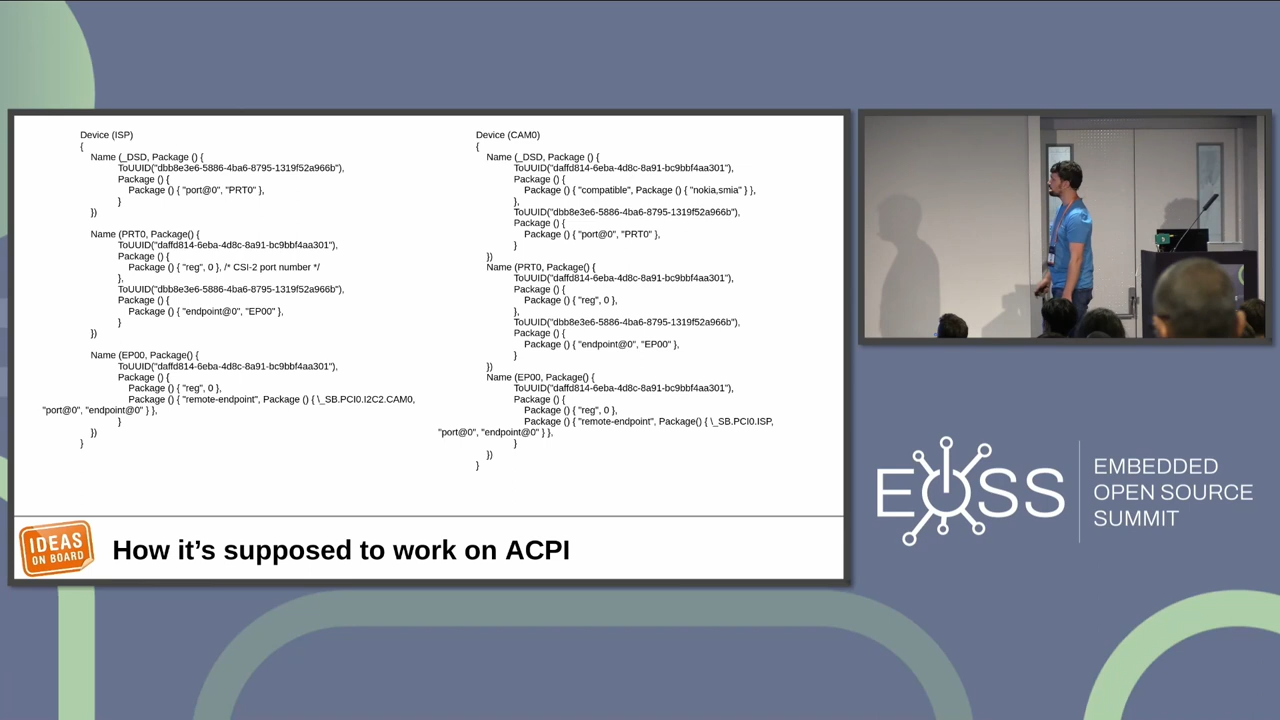 Device (ISP)
{
Name (_DSD, Package () {
ToUUID("dbb8e3e6-5886-4ba6-8795-1319f52a966b"),
Package () {
Package () { "port@0", "PRT0" },
}
})
Name (PRT0, Package() {
ToUUID("daffd814-6eba-4d8c-8a91-bc9bbf4aa301"),
Package () {
Package () { "reg", 0 }, /* CSI-2 port number */
},
ToUUID("dbb8e3e6-5886-4ba6-8795-1319f52a966b"),
Package () {
Package () { "endpoint@0", "EP00" },
}
})
Name (EP00, Package() {
ToUUID("daffd814-6eba-4d8c-8a91-bc9bbf4aa301"),
Package () {
Package () { "reg", 0 },
Package () { "remote-endpoint", Package () { \_SB.PCI0.I2C2.CAM0,
"port@0", "endpoint@0" } },
}
})
}
Device (CAM0)
{
Name (_DSD, Package () {
ToUUID("daffd814-6eba-4d8c-8a91-bc9bbf4aa301"),
Package () {
Package () { "compatible", Package () { "nokia,smia" } },
},
ToUUID("dbb8e3e6-5886-4ba6-8795-1319f52a966b"),
Package () {
Package () { "port@0", "PRT0" },
}
})
Name (PRT0, Package() {
ToUUID("daffd814-6eba-4d8c-8a91-bc9bbf4aa301"),
Package () {
Package () { "reg", 0 },
},
ToUUID("dbb8e3e6-5886-4ba6-8795-1319f52a966b"),
Package () {
Package () { "endpoint@0", "EP00" },
}
})
Name (EP00, Package() {
ToUUID("daffd814-6eba-4d8c-8a91-bc9bbf4aa301"),
Package () {
Package () { "reg", 0 },
Package () { "remote-endpoint", Package() { \_SB.PCI0.ISP,
"port@0", "endpoint@0" } },
}
})
}
IDEAS
ON BOARD
How it's supposed to work on ACPI
EOSS
EMBEDDED
OPEN SOURCE
SUMMIT